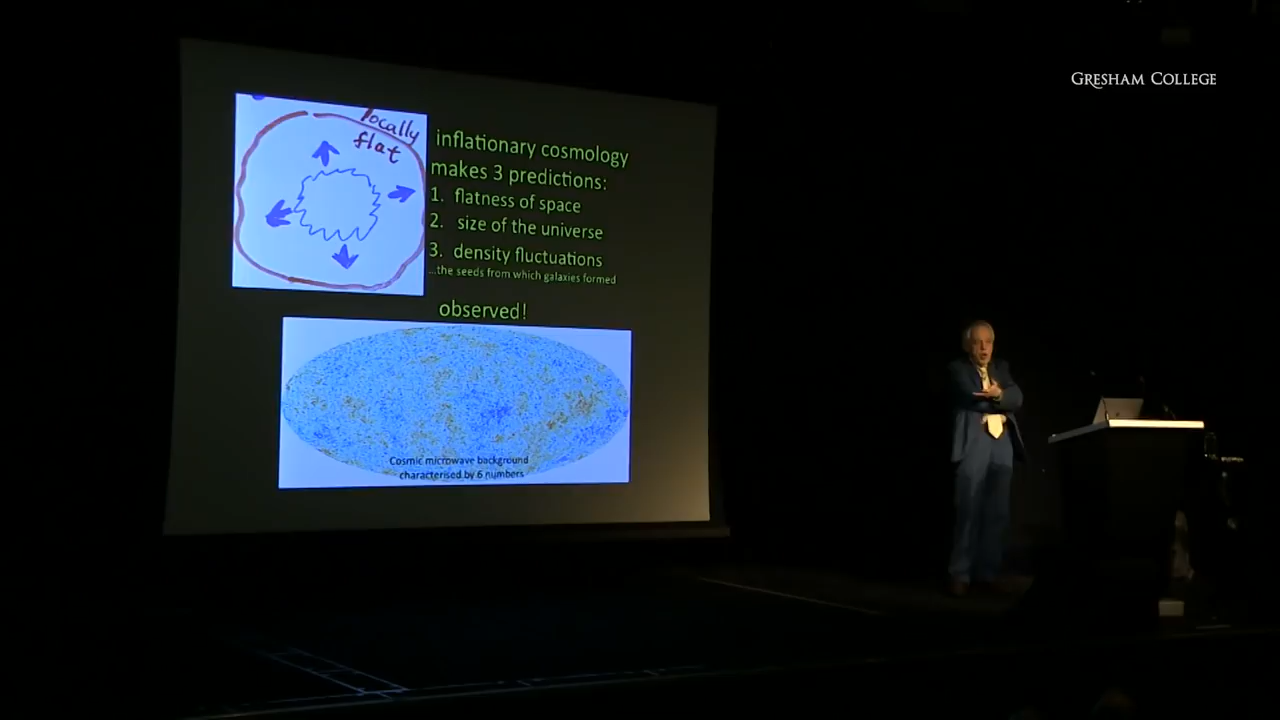 GRESHAM COLLEGE
locally
flat
inflationary cosmology
makes 3 predictions:
1. flatness of space
2. size of the universe
3. density fluctuations
...the seeds from which galaxies formed
observed!
Cosmic microwave background
characterised by 6 numbers